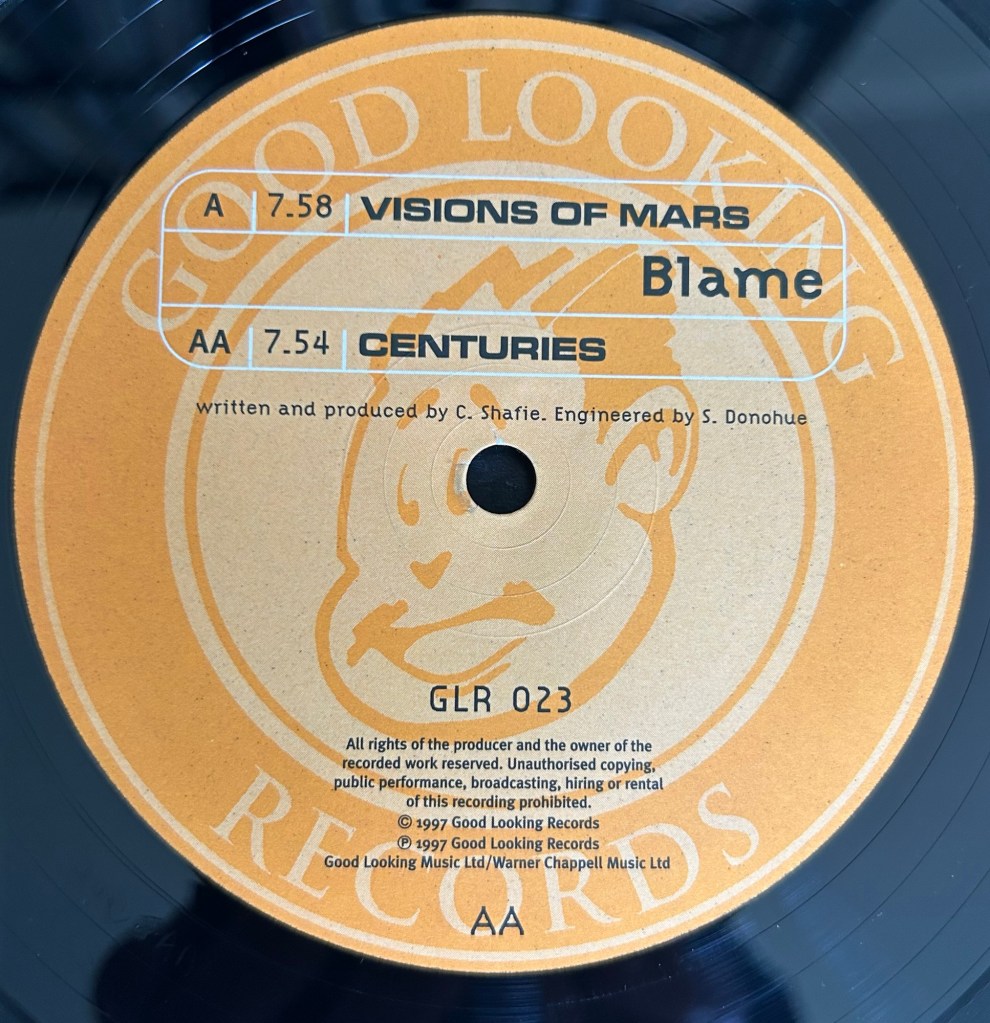 GOOD LOOKING
A 7.58 VISIONS OF MARS
Blame
AA 7.54 CENTURIES
written and produced by C. Shafie. Engineered by S. Donohue
GLR 023
All rights of the producer and the owner of the
recorded work reserved. Unauthorised copying,
public performance, broadcasting, hiring or rental
of this recording prohibited.
© 1997 Good Looking Records
℗ 1997 Good Looking Records
Good Looking Music Ltd/Warner Chappell Music Ltd
RECORDS
AA